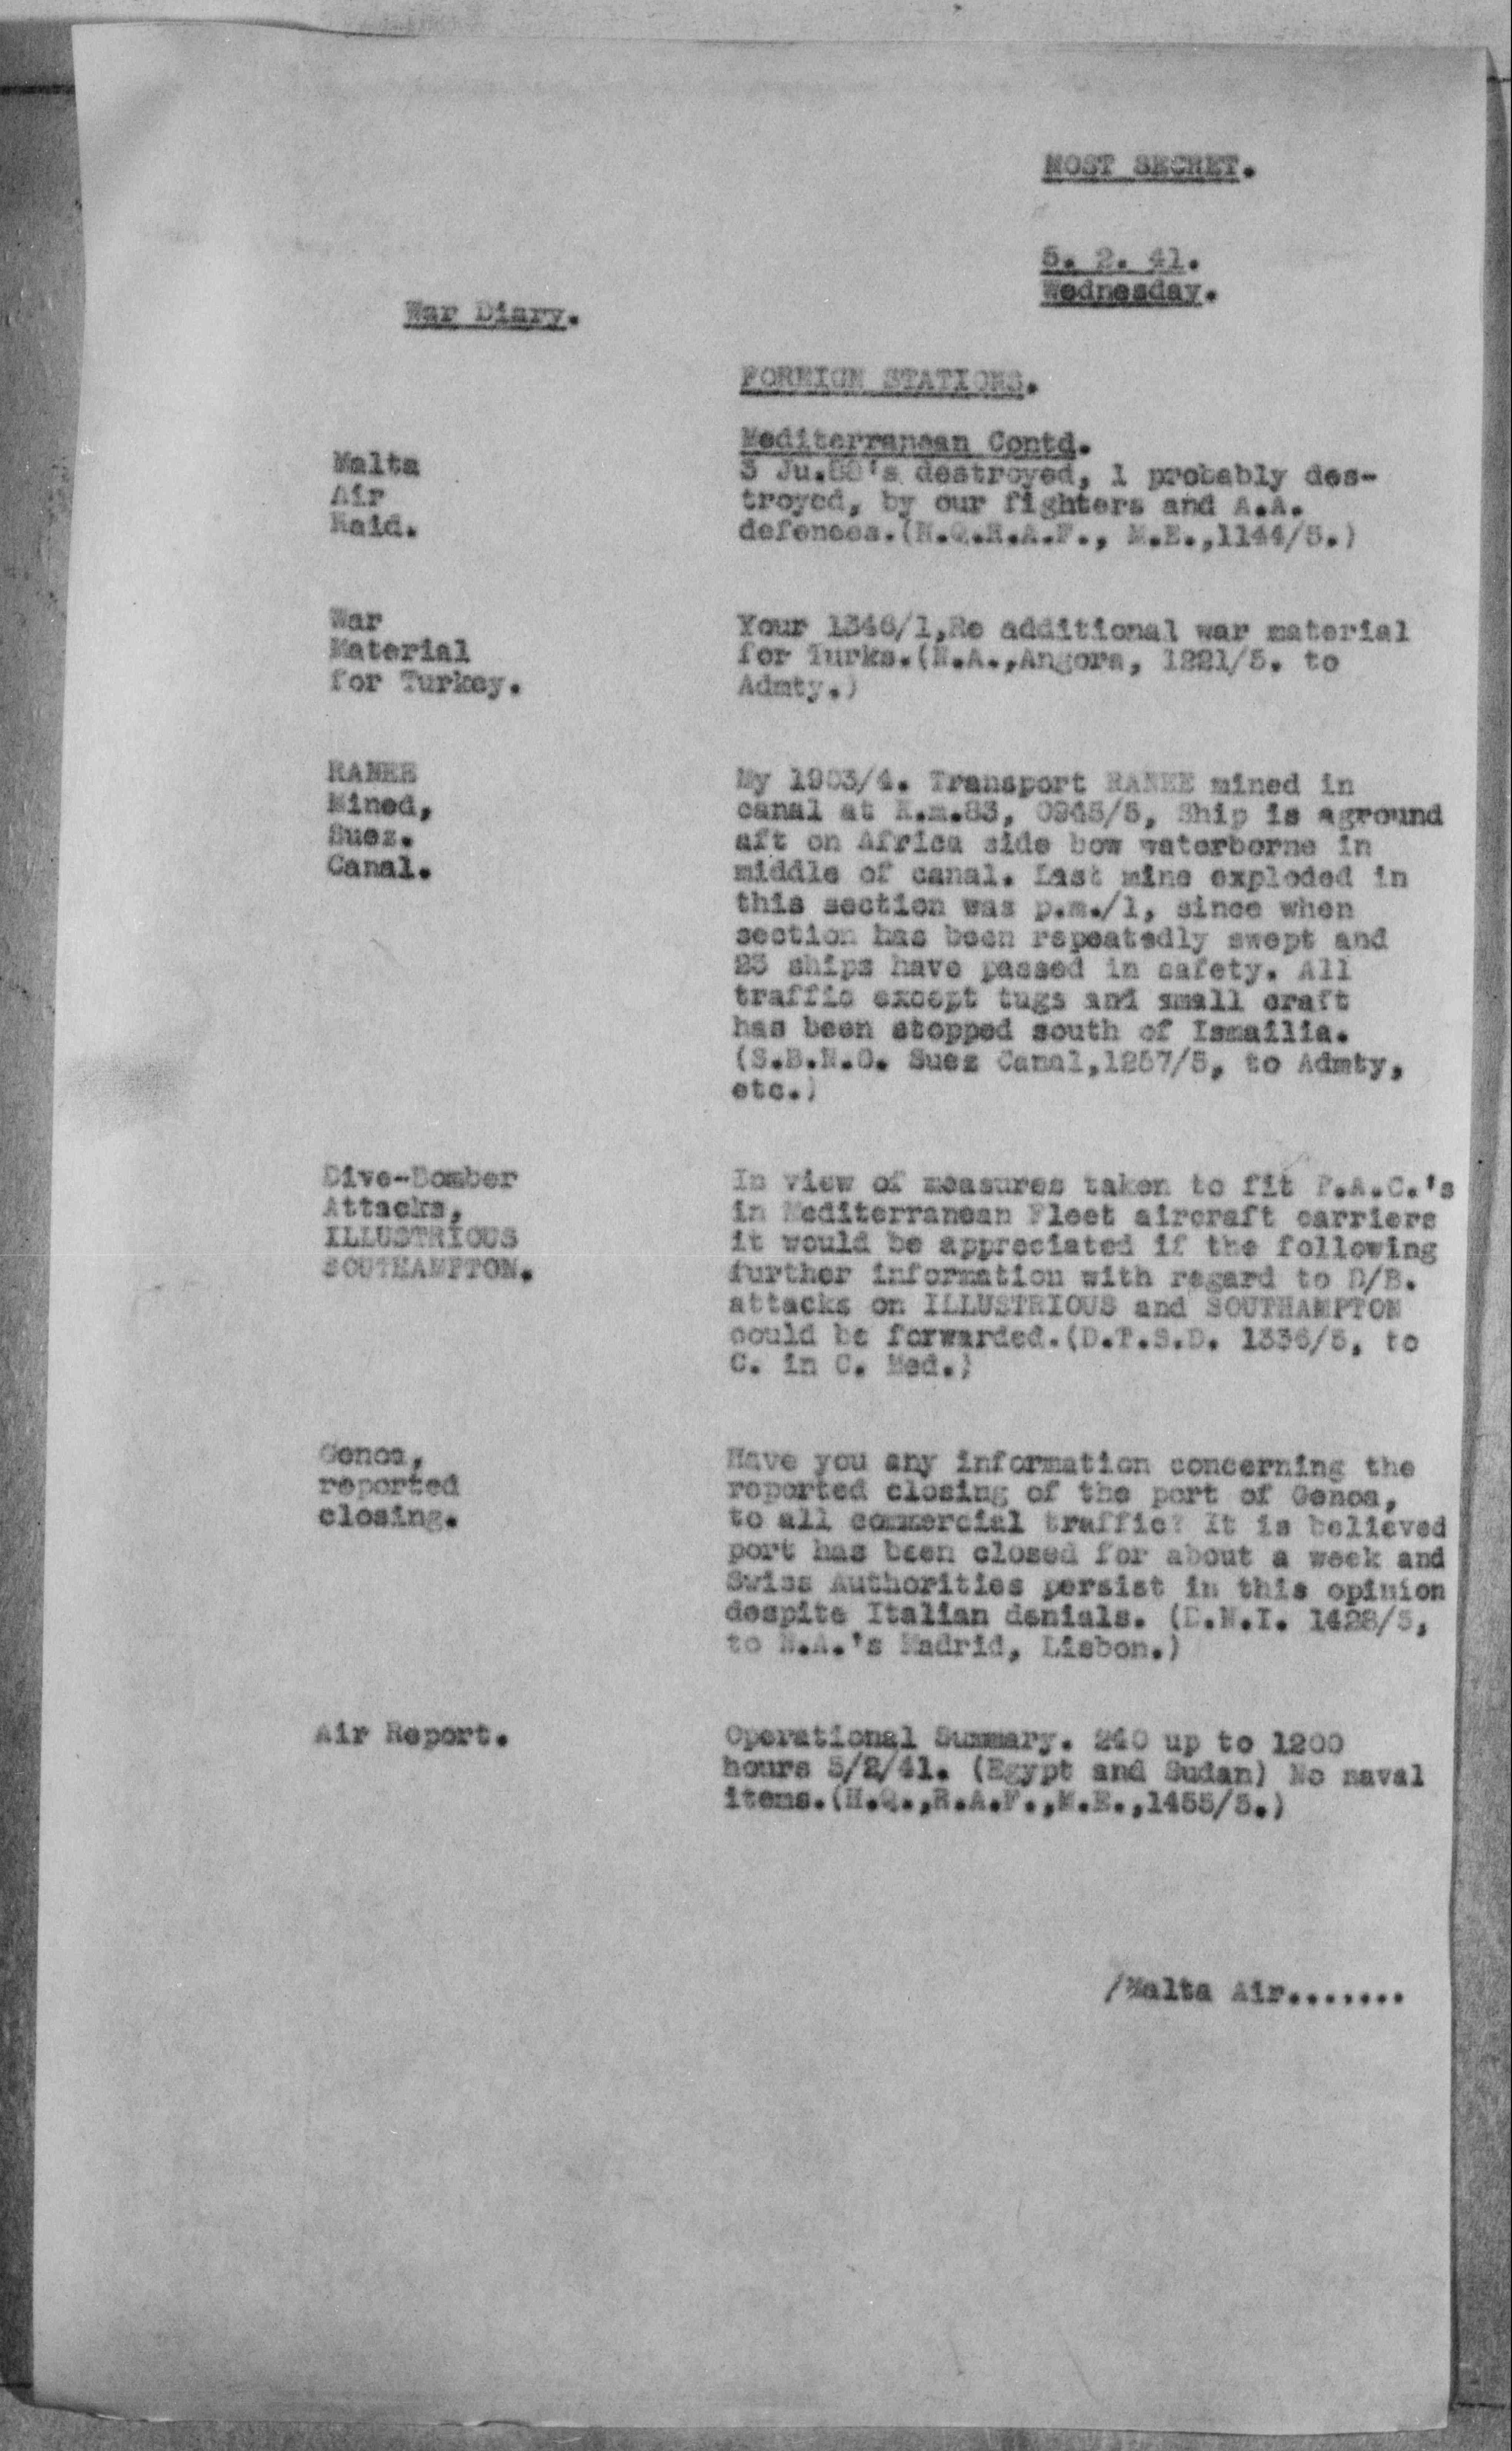 MOST SECRET.
5. 2. 41.
Wednesday.
War Diary.
FOREIGN STATIONS.
Mediterranean Contd.
Malta
Air
Raid.
3 Ju.88's destroyed, 1 probably des-
troyed, by our fighters and A.A.
defences.(H.Q.R.A.F., M.E.,1144/5.)
War
Material
for Turkey.
Your 1346/1,Re additional war material
for Turks.(N.A.,Angora, 1221/5. to
Admty.)
RANEE
Mined,
Suez.
Canal.
My 1903/4. Transport RANEE mined in
canal at K.m.83, 0945/5, Ship is aground
aft on Africa side bow waterborne in
middle of canal. Last mine exploded in
this section was p.m./1, since when
section has been repeatedly swept and
23 ships have passed in safety. All
traffic except tugs and small craft
has been stopped south of Ismailia.
(S.B.N.O. Suez Canal,1257/5, to Admty,
etc.)
Dive-Bomber
Attacks,
ILLUSTRIOUS
SOUTHAMPTON.
In view of measures taken to fit P.A.C.'s
in Mediterranean Fleet aircraft carriers
it would be appreciated if the following
further information with regard to D/B.
attacks on ILLUSTRIOUS and SOUTHAMPTON
could be forwarded.(D.T.S.D. 1336/5, to
C. in C. Med.)
Genoa,
reported
closing.
Have you any information concerning the
reported closing of the port of Genoa,
to all commercial traffic? It is believed
port has been closed for about a week and
Swiss Authorities persist in this opinion
despite Italian denials. (D.N.I. 1428/5,
to N.A.'s Madrid, Lisbon.)
Air Report.
Operational Summary. 240 up to 1200
hours 5/2/41. (Egypt and Sudan) No naval
items.(H.Q.,R.A.F.,M.E.,1455/5.)
/Malta Air.......